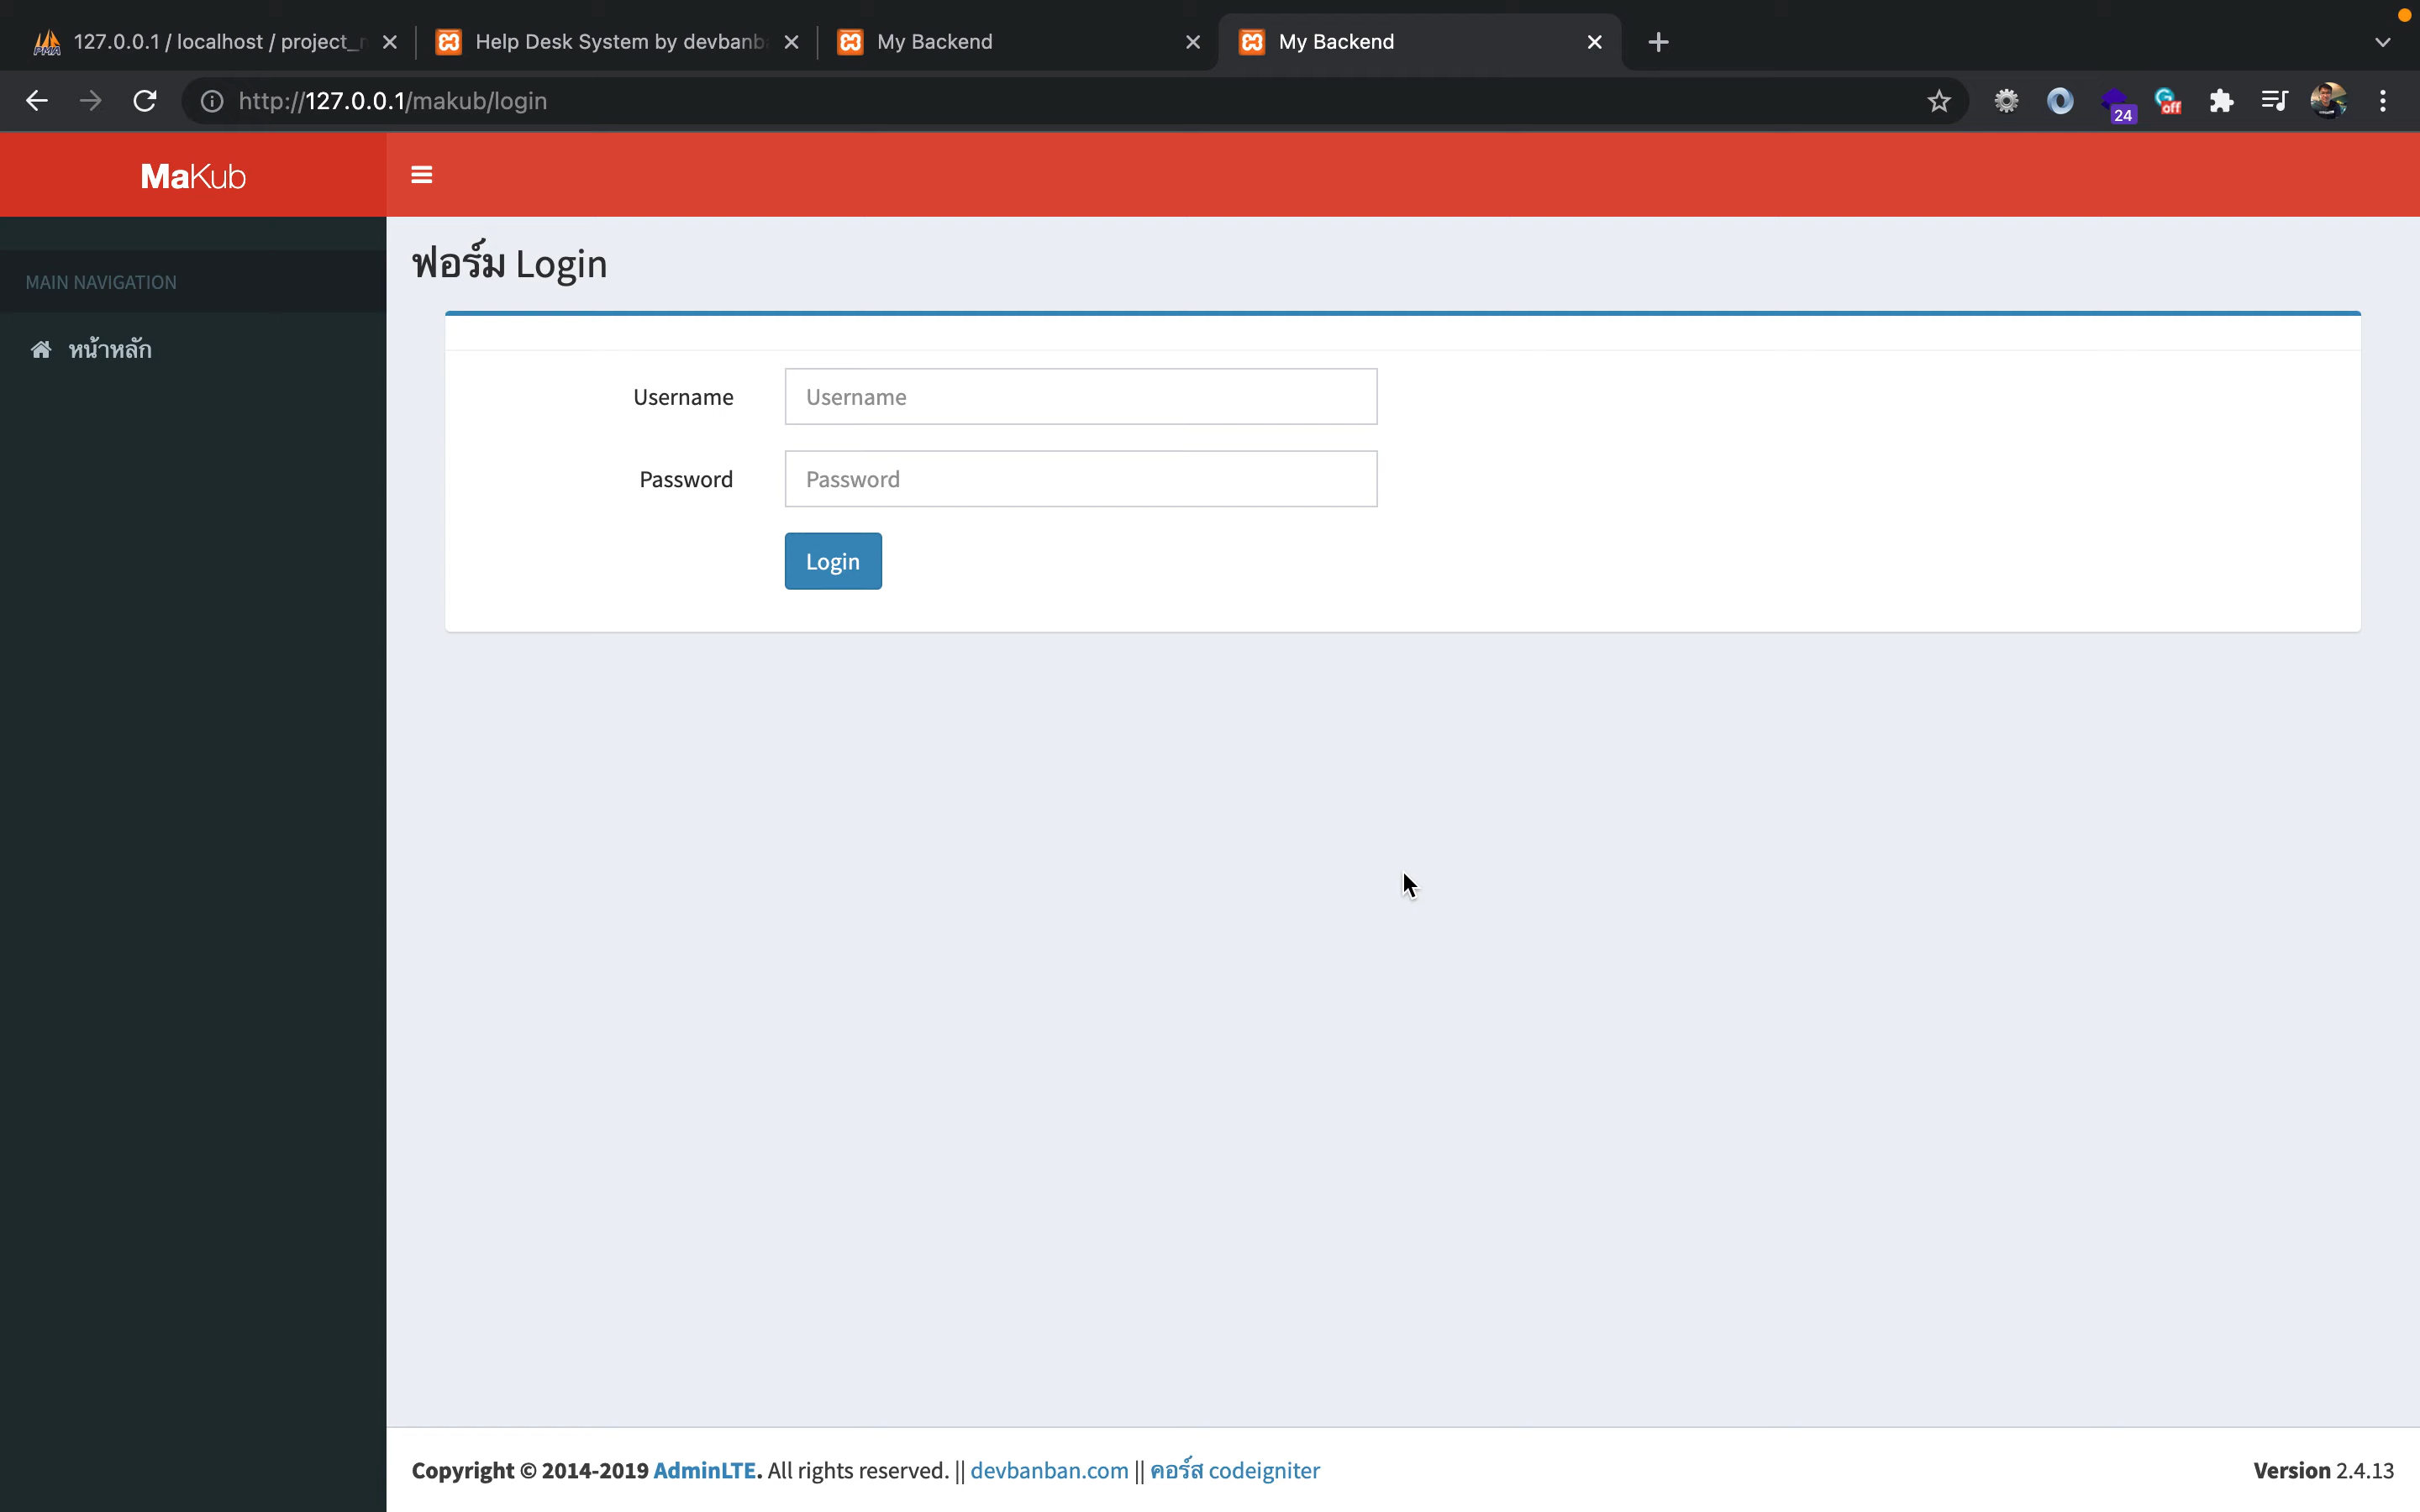 127.0.0.1 / localhost / project_
Help Desk System by devbanb
My Backend
My Backend
http://127.0.0.1/makub/login
24
off
MaKub
MAIN NAVIGATION
หน้าหลัก
ฟอร์ม Login
Username
Username
Password
Password
Login
Copyright © 2014-2019 AdminLTE. All rights reserved. || devbanban.com || คอร์ส codeigniter
Version 2.4.13